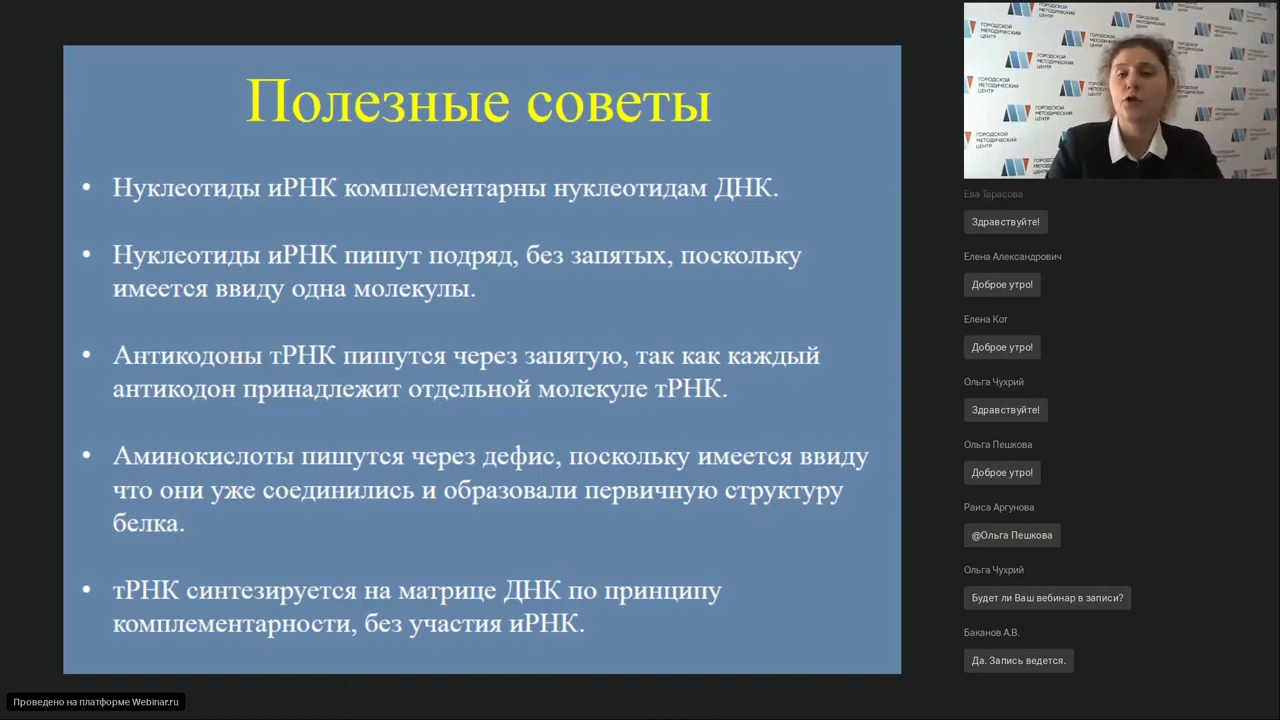 Полезные советы
• Нуклеотиды иРНК комплементарны нуклеотидам ДНК.
• Нуклеотиды иРНК пишут подряд, без запятых, поскольку
имеется ввиду одна молекулы.
• Антикодоны тРНК пишутся через запятую, так как каждый
антикодон принадлежит отдельной молекуле тРНК.
• Аминокислоты пишутся через дефис, поскольку имеется ввиду
что они уже соединились и образовали первичную структуру
белка.
• тРНК синтезируется на матрице ДНК по принципу
комплементарности, без участия иРНК.
ГОРОДСКОЙ
МЕТОДИЧЕСКИЙ
ЦЕНТР
Ева Тарасова
Здравствуйте!
Елена Александрович
Доброе утро!
Елена Кот
Доброе утро!
Ольга Чухрий
Здравствуйте!
Ольга Пешкова
Доброе утро!
Раиса Аргунова
@Ольга Пешкова
Ольга Чухрий
Будет ли Ваш вебинар в записи?
Баканов А.В.
Да. Запись ведется.
Проведено на платформе Webinar.ru